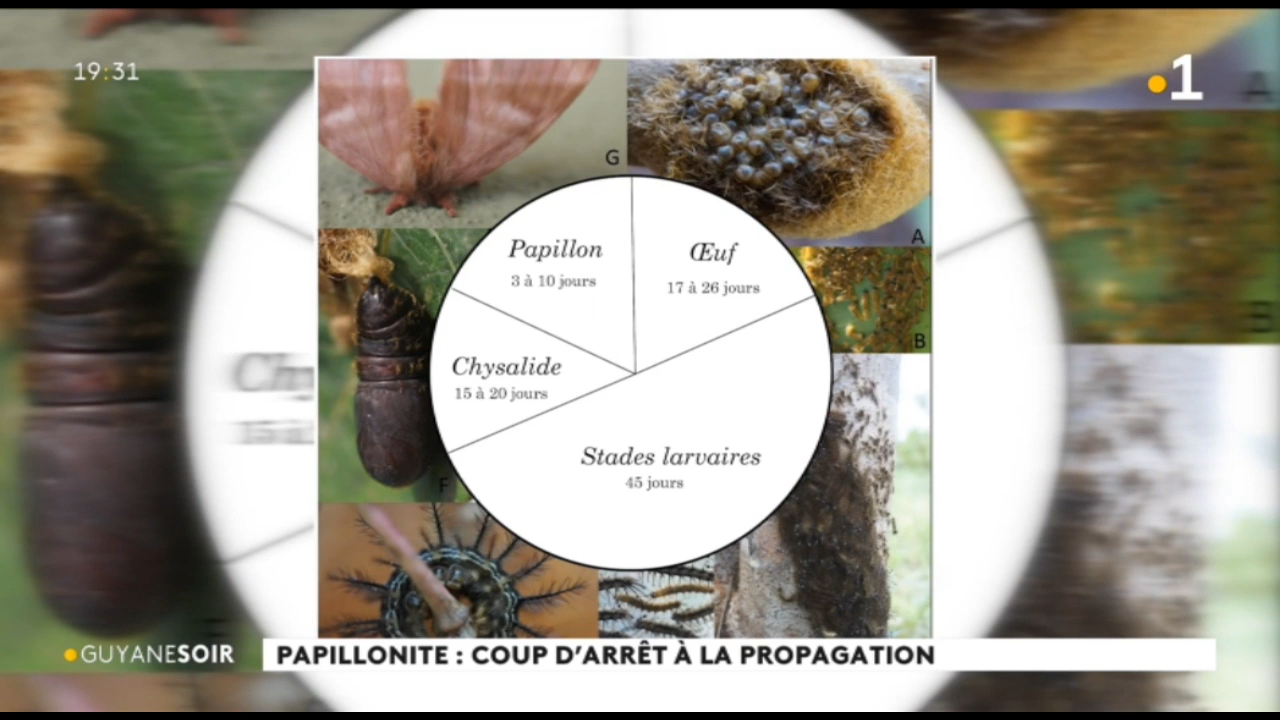 19:31
1
G
A
Papillon
3 à 10 jours
Œuf
17 à 26 jours
B
Chysalide
15 à 20 jours
Stades larvaires
45 jours
F
GUYANESOIR
PAPILLONITE : COUP D'ARRÊT À LA PROPAGATION